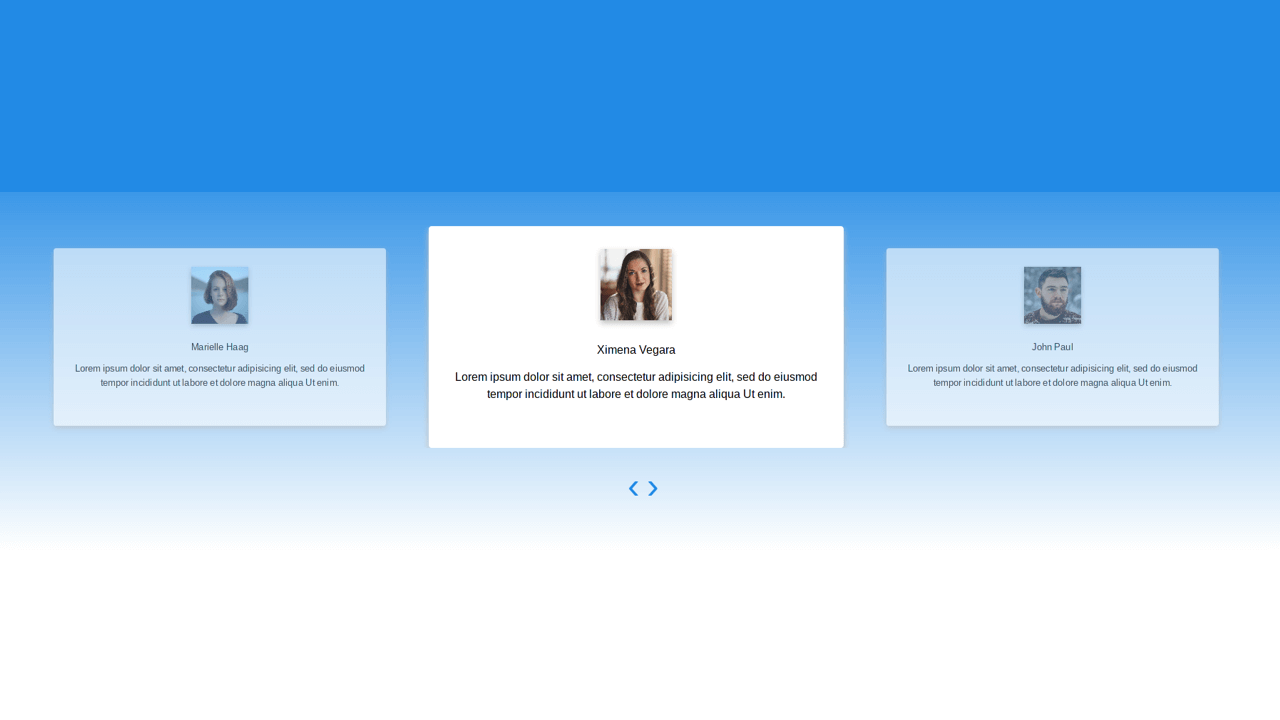 Marielle Haag
Lorem ipsum dolor sit amet, consectetur adipisicing elit, sed do eiusmod
tempor incididunt ut labore et dolore magna aliqua Ut enim.
Ximena Vegara
Lorem ipsum dolor sit amet, consectetur adipisicing elit, sed do eiusmod
tempor incididunt ut labore et dolore magna aliqua Ut enim.
John Paul
Lorem ipsum dolor sit amet, consectetur adipisicing elit, sed do eiusmod
tempor incididunt ut labore et dolore magna aliqua Ut enim.